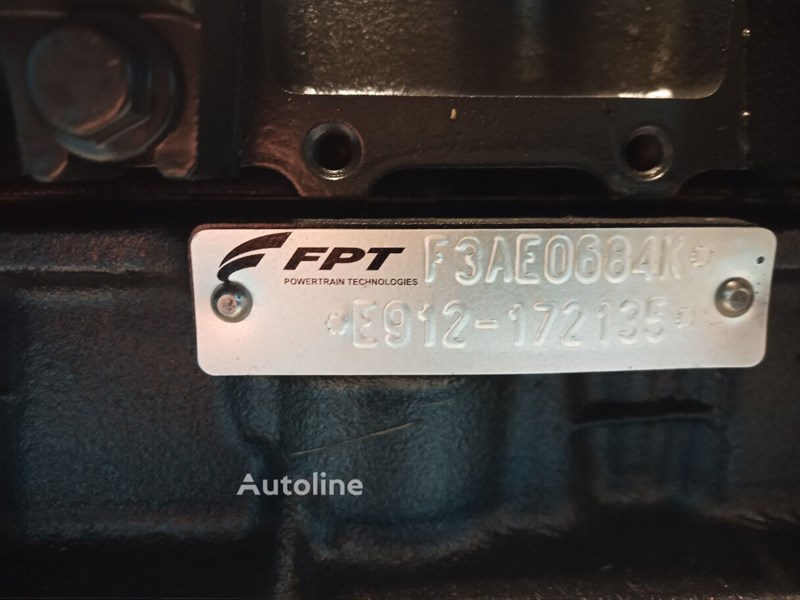 FPT F3AE0684K*
POWERTRAIN TECHNOLOGIES
*E912-172135*
Autoline